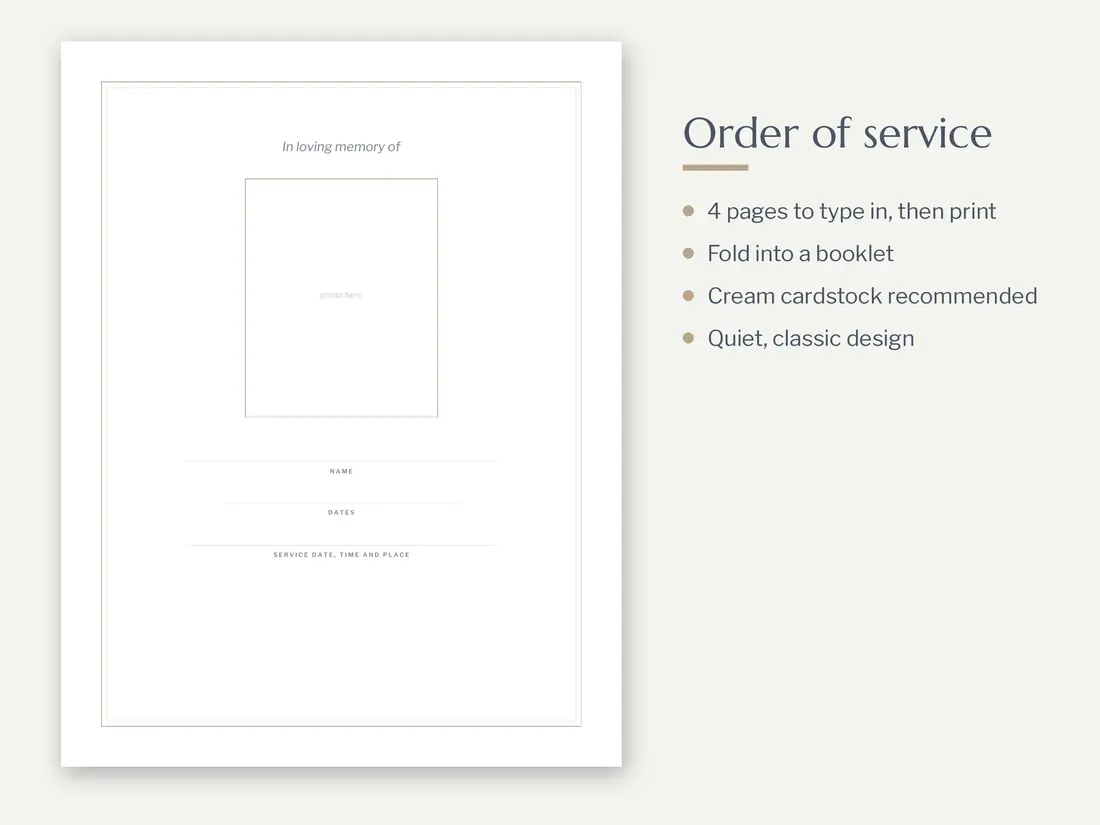 In loving memory of
photo here
NAME
DATES
SERVICE DATE, TIME AND PLACE
Order of service
4 pages to type in, then print
Fold into a booklet
Cream cardstock recommended
Quiet, classic design